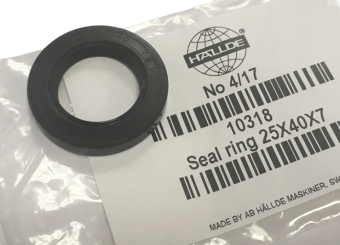 HÄLLDE
No 4/17
10318
Seal ring 25X40X7
MADE BY AB HÄLLDE MASKINER, SW